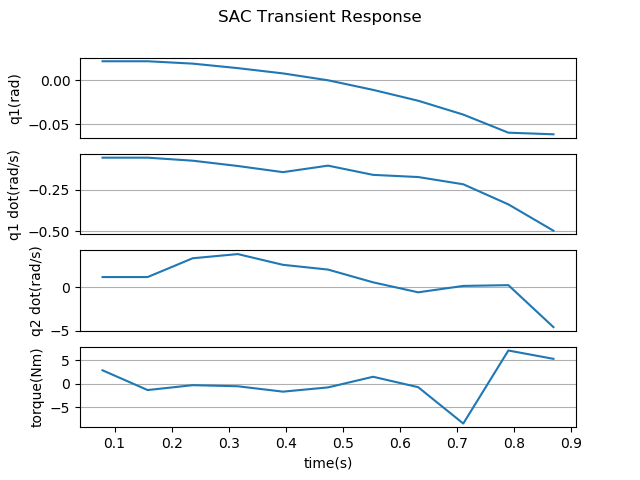 SAC Transient Response
q1(rad)
0.00
−0.05
q1 dot(rad/s)
−0.25
−0.50
q2 dot(rad/s)
0
−5
torque(Nm)
5
0
−5
0.1 0.2 0.3 0.4 0.5 0.6 0.7 0.8 0.9
time(s)